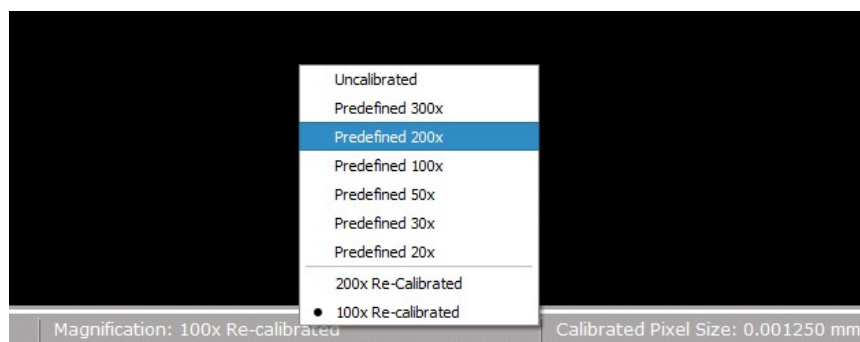 Uncalibrated
Predefined 300x
Predefined 200x
Predefined 100x
Predefined 50x
Predefined 30x
Predefined 20x
200x Re-Calibrated
100x Re-calibrated
Magnification: 100x Re-calibrated
Calibrated Pixel Size: 0.001250 mm